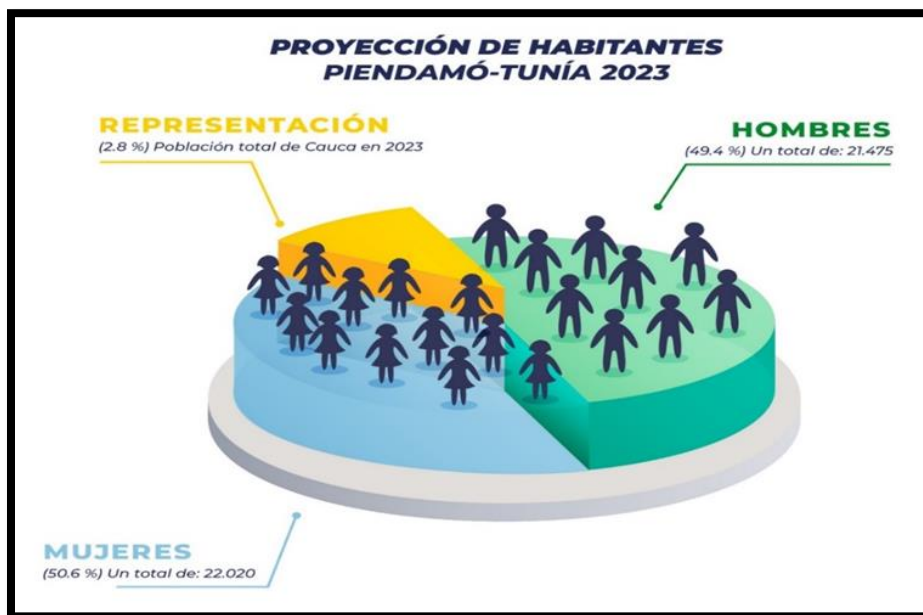 PROYECCIÓN DE HABITANTES
PIENDAMÓ-TUNÍA 2023
REPRESENTACIÓN
(2.8 %) Población total de Cauca en 2023
HOMBRES
(49.4 %) Un total de: 21.475
MUJERES
(50.6 %) Un total de: 22.020